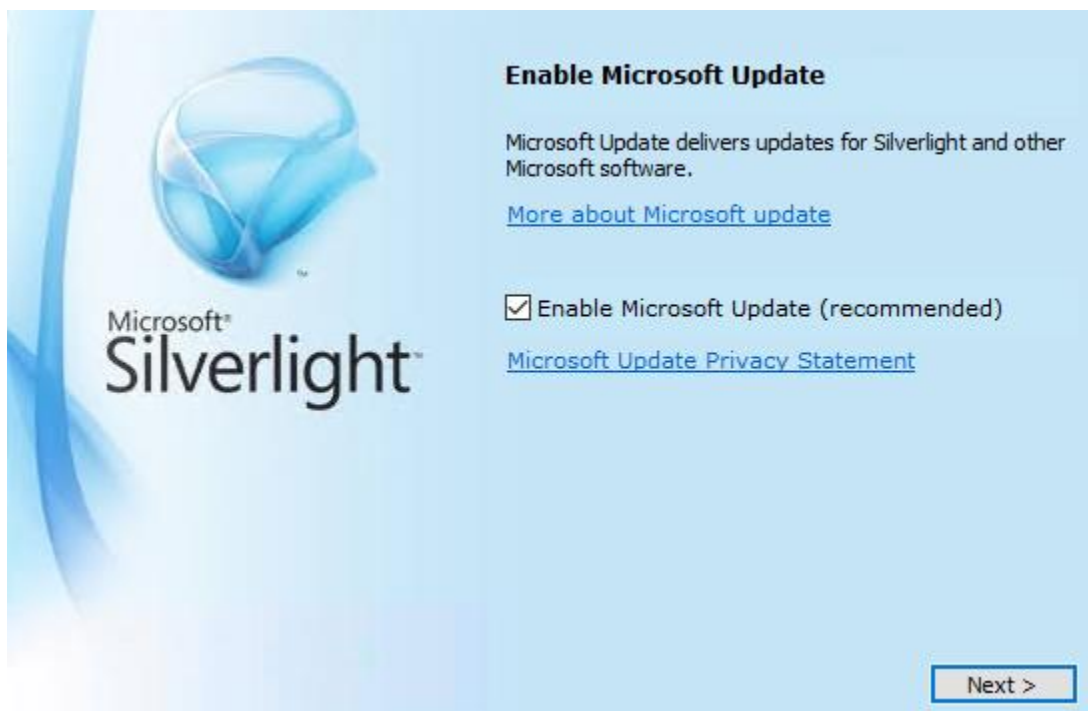 Enable Microsoft Update
Microsoft Update delivers updates for Silverlight and other
Microsoft software.
More about Microsoft update
Enable Microsoft Update (recommended)
Microsoft Update Privacy Statement
™
Microsoft®
Silverlight™
Next >